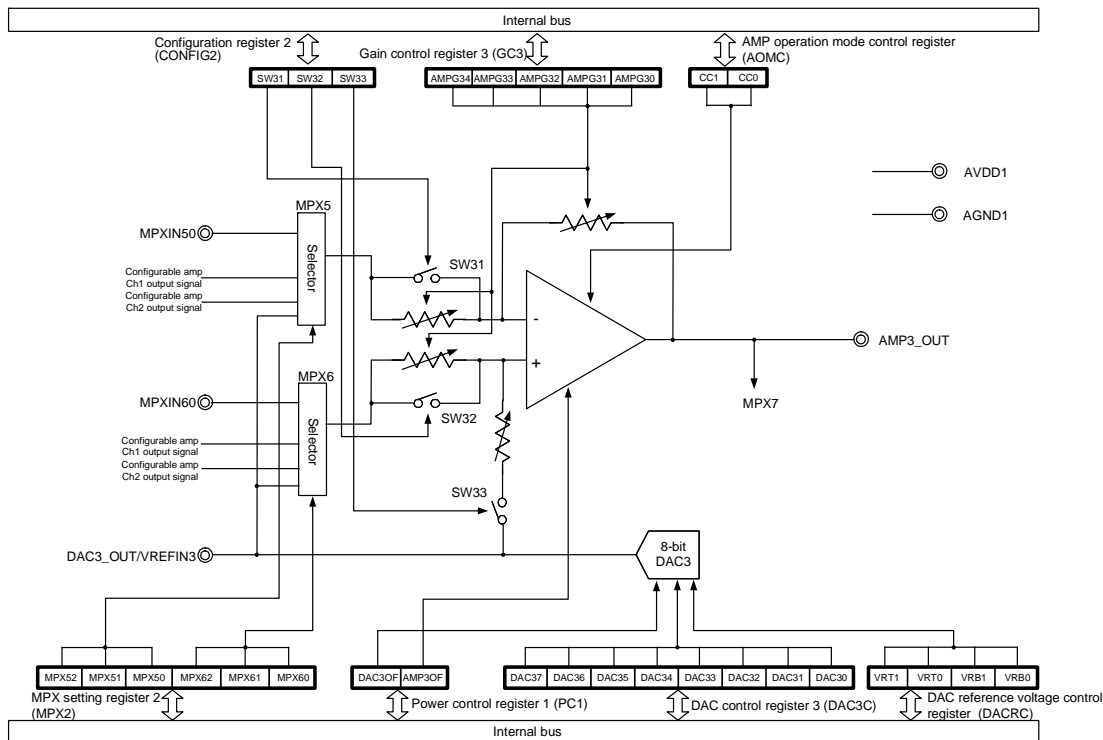 Internal bus
Configuration register 2
(CONFIG2)
Gain control register 3 (GC3)
AMP operation mode control register
(AOMC)
SW31 SW32 SW33
AMPG34 AMPG33 AMPG32 AMPG31 AMPG30
CC1 CC0
AVDD1
AGND1
MPX5
MPXIN50
Selector
Configurable amp
Ch1 output signal
Configurable amp
Ch2 output signal
SW31
-
+
AMP3_OUT
MPX7
MPX6
MPXIN60
Selector
SW32
Configurable amp
Ch1 output signal
Configurable amp
Ch2 output signal
SW33
DAC3_OUT/VREFIN3
8-bit
DAC3
MPX52 MPX51 MPX50 MPX62 MPX61 MPX60
DAC3OF AMP3OF
DAC37 DAC36 DAC35 DAC34 DAC33 DAC32 DAC31 DAC30
VRT1 VRT0 VRB1 VRB0
MPX setting register 2
(MPX2)
Power control register 1 (PC1)
DAC control register 3 (DAC3C)
DAC reference voltage control
register (DACRC)
Internal bus